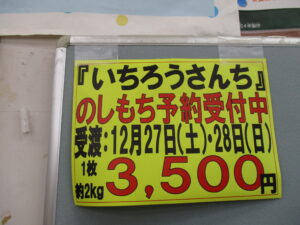 『いちろうさんち』
のしもち予約受付中
受渡：12月27日(土)・28日(日)
1枚
約2kg 3,500円